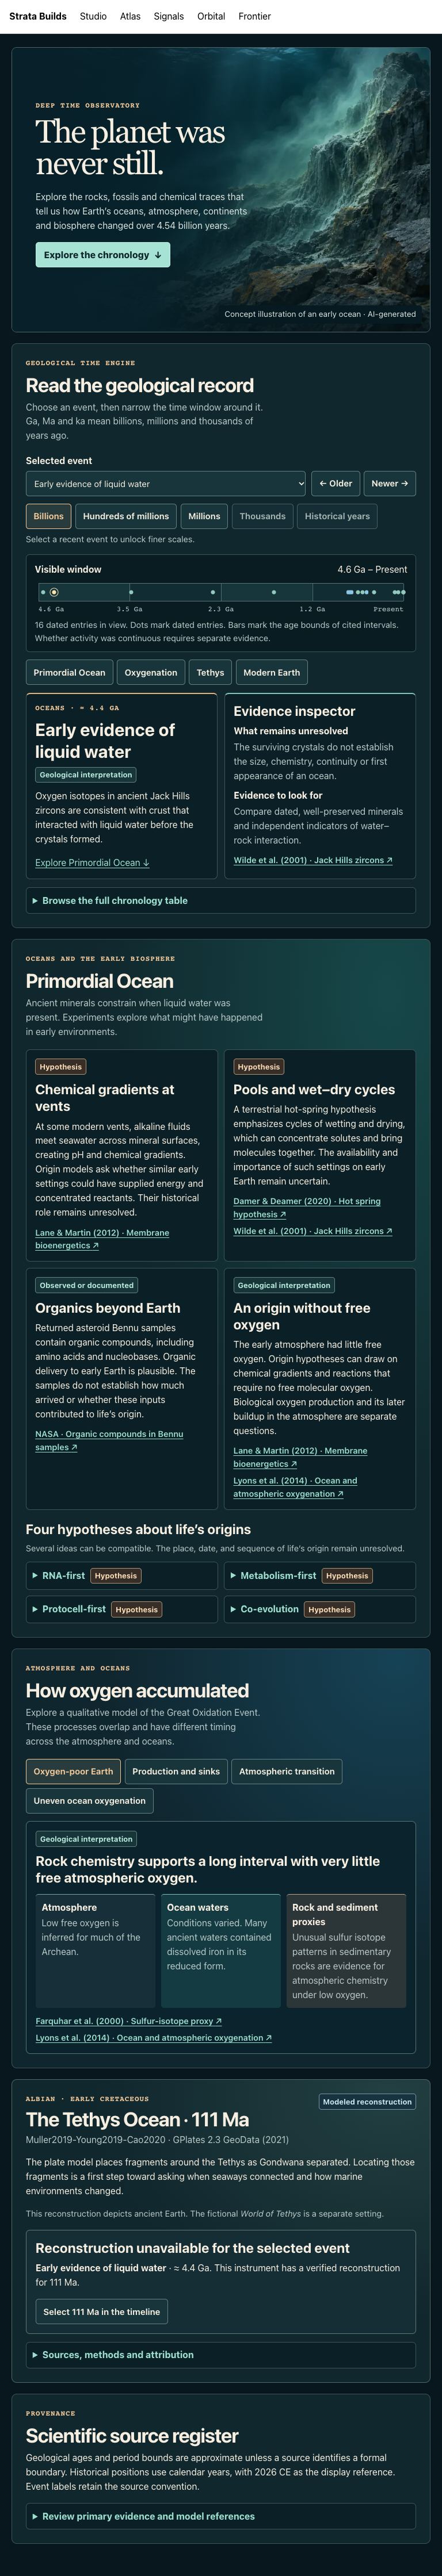 Strata Builds Studio Atlas Signals Orbital Frontier
DEEP TIME OBSERVATORY
The planet was
never still.
Explore the rocks, fossils and chemical traces that
tell us how Earth's oceans, atmosphere, continents
and biosphere changed over 4.54 billion years.
Explore the chronology ↓
Concept illustration of an early ocean · AI-generated
GEOLOGICAL TIME ENGINE
Read the geological record
Choose an event, then narrow the time window around it.
Ga, Ma and ka mean billions, millions and thousands of
years ago.
Selected event
Early evidence of liquid water
← Older
Newer →
Billions
Hundreds of millions
Millions
Thousands
Historical years
Select a recent event to unlock finer scales.
Visible window
4.6 Ga – Present
4.6 Ga 3.5 Ga 2.3 Ga 1.2 Ga Present
16 dated entries in view. Dots mark dated entries. Bars mark the age bounds of cited intervals.
Whether activity was continuous requires separate evidence.
Primordial Ocean
Oxygenation
Tethys
Modern Earth
OCEANS · ≈ 4.4 GA
Early evidence of
liquid water
Geological interpretation
Oxygen isotopes in ancient Jack Hills
zircons are consistent with crust that
interacted with liquid water before the
crystals formed.
Explore Primordial Ocean ↓
Evidence inspector
What remains unresolved
The surviving crystals do not establish
the size, chemistry, continuity or first
appearance of an ocean.
Evidence to look for
Compare dated, well-preserved minerals
and independent indicators of water–
rock interaction.
Wilde et al. (2001) · Jack Hills zircons ↗
▶ Browse the full chronology table
OCEANS AND THE EARLY BIOSPHERE
Primordial Ocean
Ancient minerals constrain when liquid water was
present. Experiments explore what might have happened
in early environments.
Hypothesis
Chemical gradients at
vents
At some modern vents, alkaline fluids
meet seawater across mineral surfaces,
creating pH and chemical gradients.
Origin models ask whether similar early
settings could have supplied energy and
concentrated reactants. Their historical
role remains unresolved.
Lane & Martin (2012) · Membrane
bioenergetics ↗
Hypothesis
Pools and wet–dry cycles
A terrestrial hot-spring hypothesis
emphasizes cycles of wetting and drying,
which can concentrate solutes and bring
molecules together. The availability and
importance of such settings on early
Earth remain uncertain.
Damer & Deamer (2020) · Hot spring
hypothesis ↗
Wilde et al. (2001) · Jack Hills zircons ↗
Observed or documented
Organics beyond Earth
Returned asteroid Bennu samples
contain organic compounds, including
amino acids and nucleobases. Organic
delivery to early Earth is plausible. The
samples do not establish how much
arrived or whether these inputs
contributed to life's origin.
NASA · Organic compounds in Bennu
samples ↗
Geological interpretation
An origin without free
oxygen
The early atmosphere had little free
oxygen. Origin hypotheses can draw on
chemical gradients and reactions that
require no free molecular oxygen.
Biological oxygen production and its later
buildup in the atmosphere are separate
questions.
Lane & Martin (2012) · Membrane
bioenergetics ↗
Lyons et al. (2014) · Ocean and
atmospheric oxygenation ↗
Four hypotheses about life's origins
Several ideas can be compatible. The place, date, and sequence of life's origin remain unresolved.
▶ RNA-first Hypothesis
▶ Metabolism-first Hypothesis
▶ Protocell-first Hypothesis
▶ Co-evolution Hypothesis
ATMOSPHERE AND OCEANS
How oxygen accumulated
Explore a qualitative model of the Great Oxidation Event.
These processes overlap and have different timing
across the atmosphere and oceans.
Oxygen-poor Earth
Production and sinks
Atmospheric transition
Uneven ocean oxygenation
Geological interpretation
Rock chemistry supports a long interval with very little
free atmospheric oxygen.
Atmosphere
Low free oxygen is
inferred for much of the
Archean.
Ocean waters
Conditions varied. Many
ancient waters contained
dissolved iron in its
reduced form.
Rock and sediment
proxies
Unusual sulfur isotope
patterns in sedimentary
rocks are evidence for
atmospheric chemistry
under low oxygen.
Farquhar et al. (2000) · Sulfur-isotope proxy ↗
Lyons et al. (2014) · Ocean and atmospheric oxygenation ↗
ALBIAN · EARLY CRETACEOUS
Modeled reconstruction
The Tethys Ocean · 111 Ma
Muller2019-Young2019-Cao2020 · GPlates 2.3 GeoData (2021)
The plate model places fragments around the Tethys as Gondwana separated. Locating those
fragments is a first step toward asking when seaways connected and how marine
environments changed.
This reconstruction depicts ancient Earth. The fictional World of Tethys is a separate setting.
Reconstruction unavailable for the selected event
Early evidence of liquid water · ≈ 4.4 Ga. This instrument has a verified reconstruction
for 111 Ma.
Select 111 Ma in the timeline
▶ Sources, methods and attribution
PROVENANCE
Scientific source register
Geological ages and period bounds are approximate unless a source identifies a formal
boundary. Historical positions use calendar years, with 2026 CE as the display reference.
Event labels retain the source convention.
▶ Review primary evidence and model references